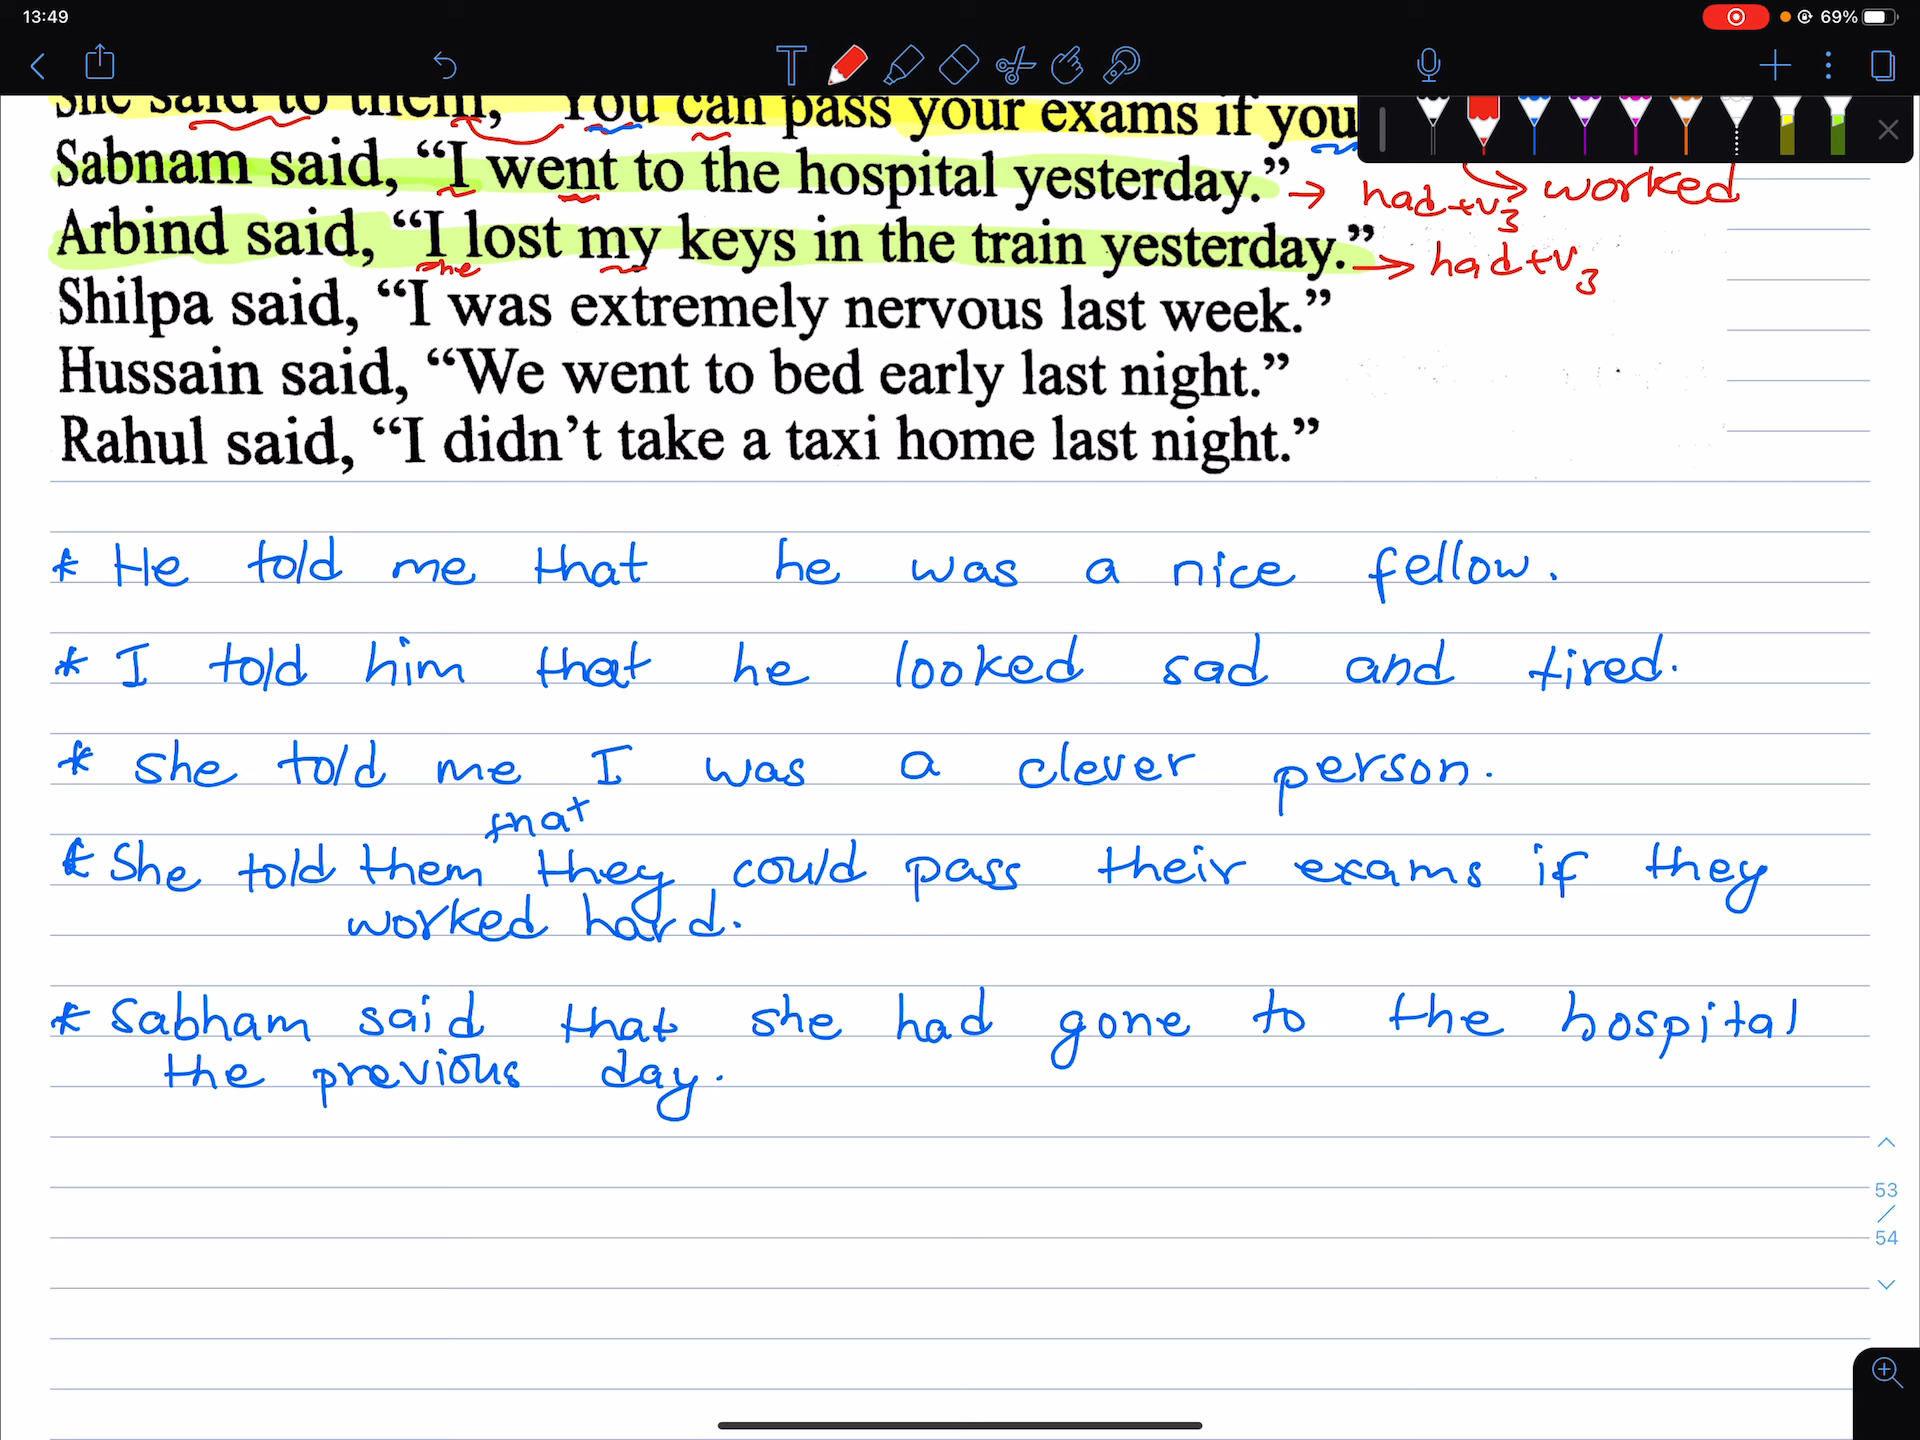 13:49
69%
She said to them, "You can pass your exams if you
Sabnam said, “I went to the hospital yesterday.” → had+v3 worked
Arbind said, “I lost my keys in the train yesterday.” → had+v3
she
Shilpa said, “I was extremely nervous last week.”
Hussain said, “We went to bed early last night.”
Rahul said, “I didn’t take a taxi home last night.”
* He told me that he was a nice fellow.
* I told him that he looked sad and tired.
* She told me I was a clever person.
that
* She told them they could pass their exams if they
worked hard.
* Sabham said that she had gone to the hospital
the previous day.
53
/
54